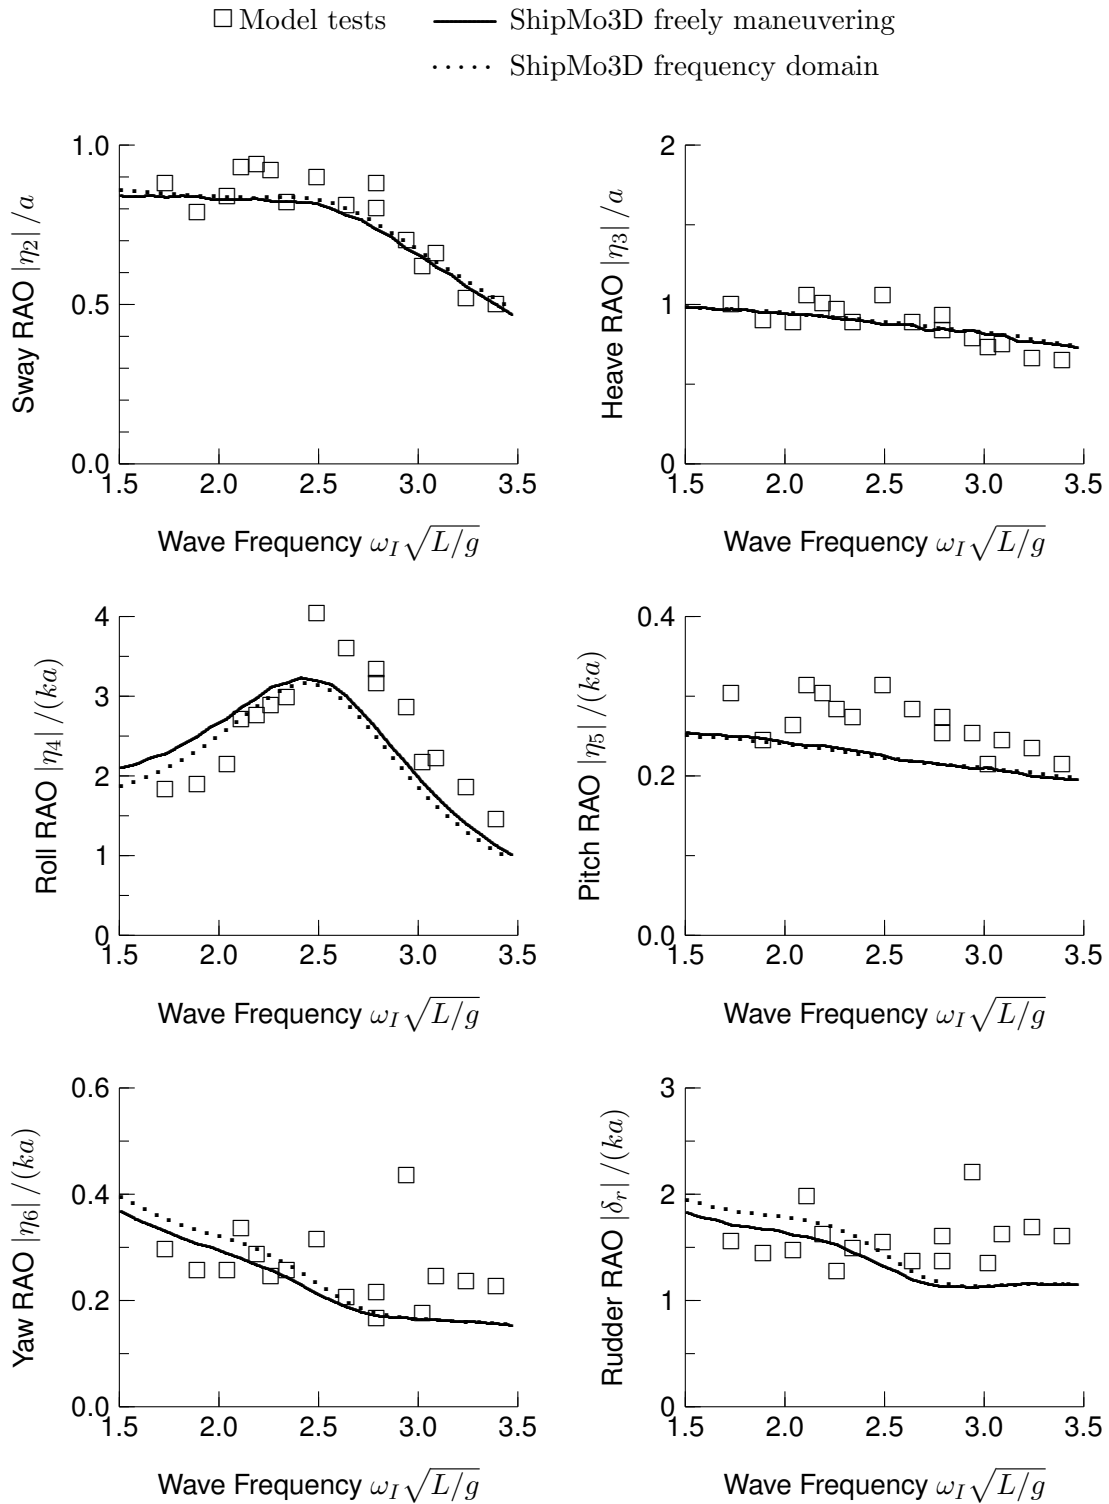 □ Model tests —— ShipMo3D freely maneuvering
····· ShipMo3D frequency domain
Sway RAO |η₂| /a
1.0
0.5
0.0
1.5 2.0 2.5 3.0 3.5
Wave Frequency ω_I√(L/g)
Heave RAO |η₃| /a
2
1
0
1.5 2.0 2.5 3.0 3.5
Wave Frequency ω_I√(L/g)
Roll RAO |η₄| /(ka)
4
3
2
1
0
1.5 2.0 2.5 3.0 3.5
Wave Frequency ω_I√(L/g)
Pitch RAO |η₅| /(ka)
0.4
0.2
0.0
1.5 2.0 2.5 3.0 3.5
Wave Frequency ω_I√(L/g)
Yaw RAO |η₆| /(ka)
0.6
0.4
0.2
0.0
1.5 2.0 2.5 3.0 3.5
Wave Frequency ω_I√(L/g)
Rudder RAO |δ_r| /(ka)
3
2
1
0
1.5 2.0 2.5 3.0 3.5
Wave Frequency ω_I√(L/g)